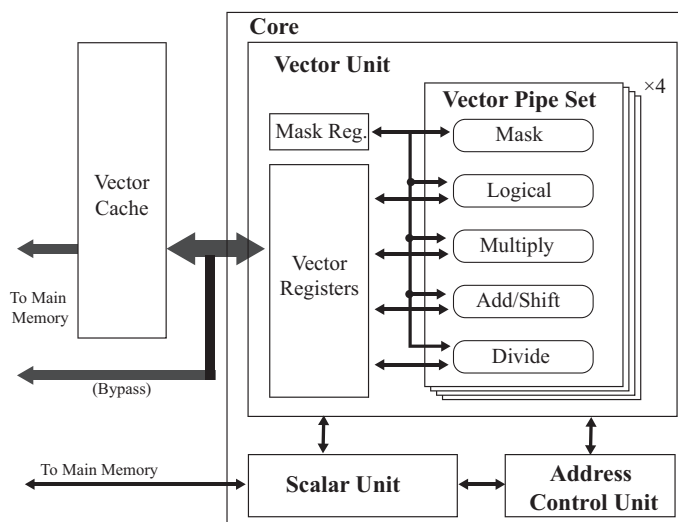 Core
Vector Unit
×4
Vector Pipe Set
Mask Reg.
Mask
Vector
Cache
Logical
Multiply
Vector
Registers
To Main
Memory
Add/Shift
Divide
(Bypass)
To Main Memory
Scalar Unit
Address
Control Unit